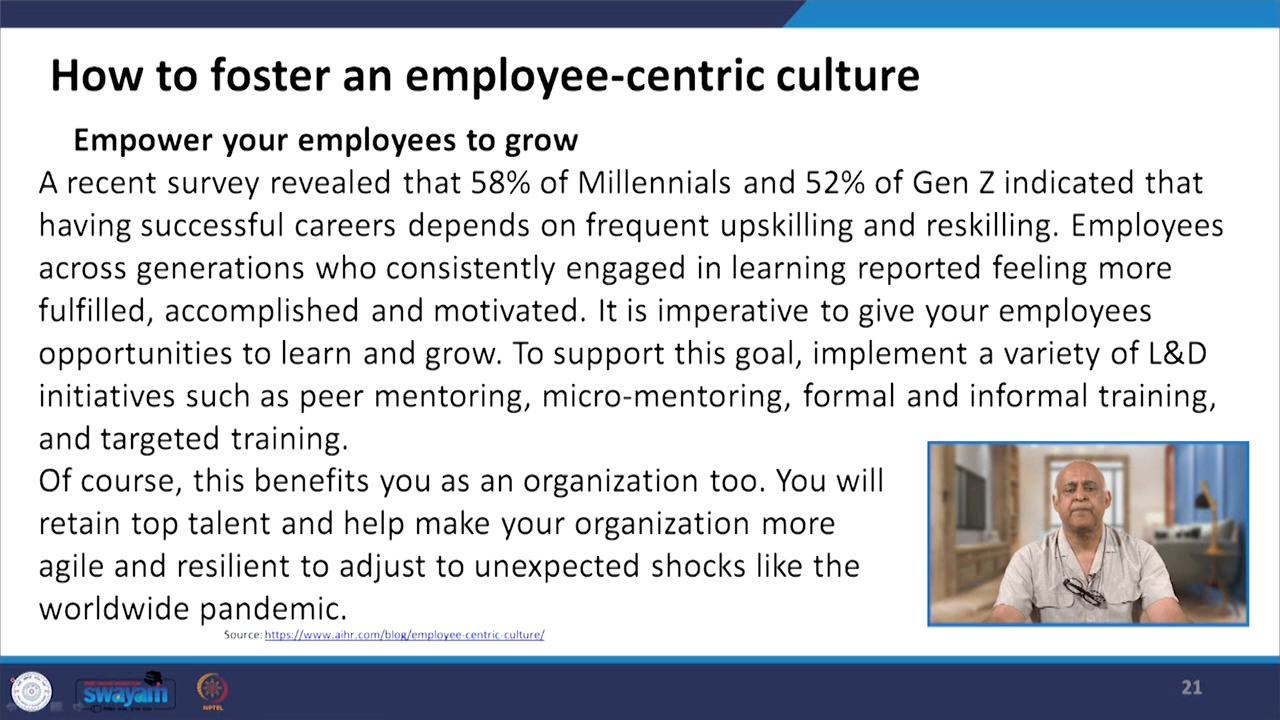 How to foster an employee-centric culture
Empower your employees to grow
A recent survey revealed that 58% of Millennials and 52% of Gen Z indicated that
having successful careers depends on frequent upskilling and reskilling. Employees
across generations who consistently engaged in learning reported feeling more
fulfilled, accomplished and motivated. It is imperative to give your employees
opportunities to learn and grow. To support this goal, implement a variety of L&D
initiatives such as peer mentoring, micro-mentoring, formal and informal training,
and targeted training.
Of course, this benefits you as an organization too. You will
retain top talent and help make your organization more
agile and resilient to adjust to unexpected shocks like the
worldwide pandemic.
Source: https://www.aihr.com/blog/employee-centric-culture/
swayam
NPTEL
21